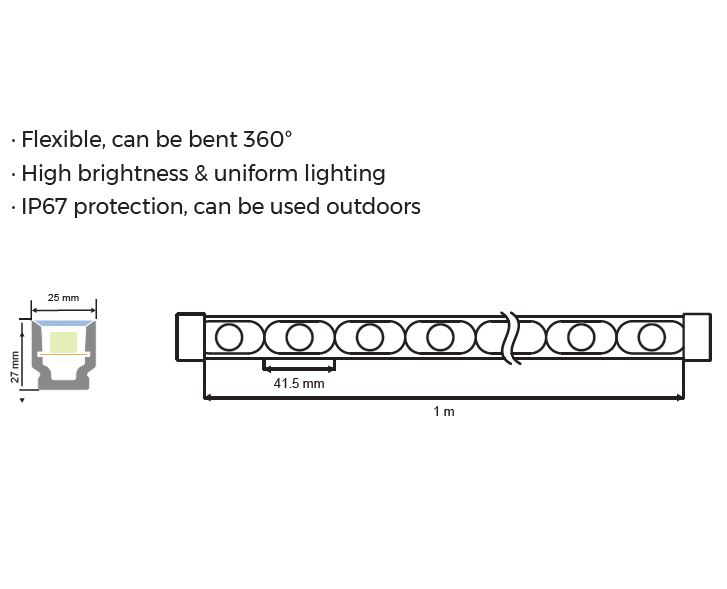 · Flexible, can be bent 360°
· High brightness & uniform lighting
· IP67 protection, can be used outdoors
25 mm
27 mm
41.5 mm
1 m